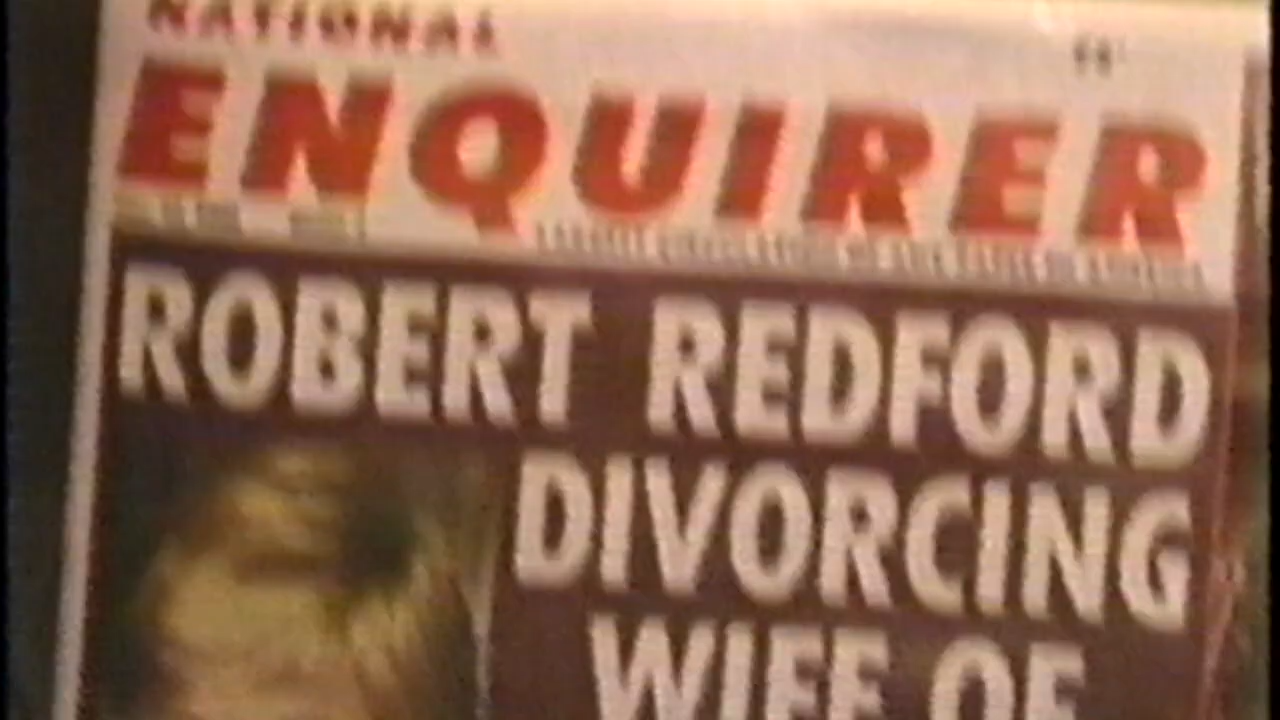 NATIONAL
ENQUIRER
ROBERT REDFORD
DIVORCING
WIFE OF